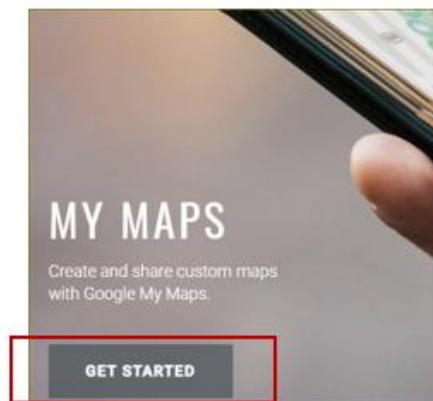 MY MAPS
Create and share custom maps
with Google My Maps.
GET STARTED